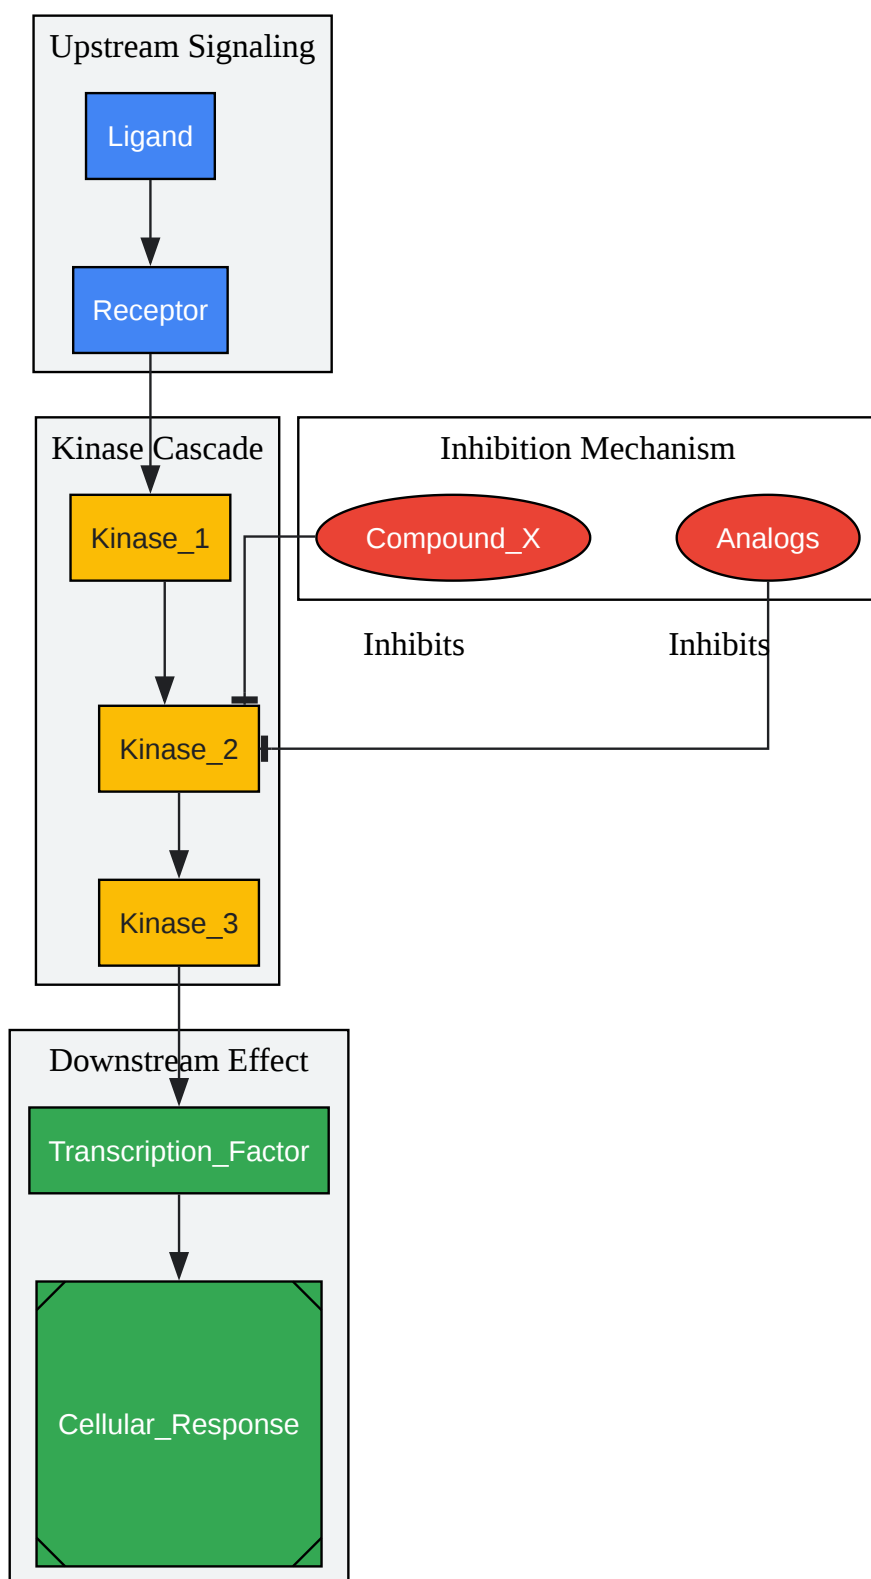 Upstream Signaling
Ligand
Receptor
Kinase Cascade
Inhibition Mechanism
Kinase_1
Compound_X
Analogs
Inhibits
Inhibits
Kinase_2
Kinase_3
Downstream Effect
Transcription_Factor
Cellular_Response